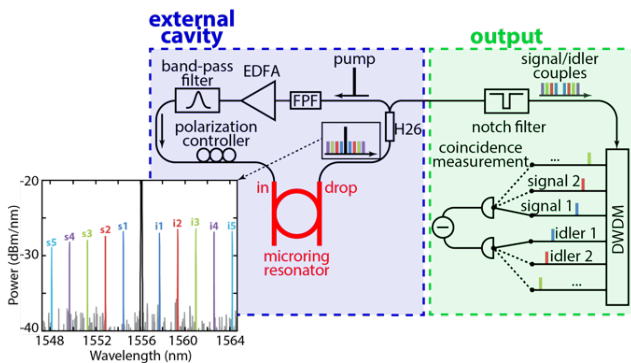 external
cavity
output
band-pass
filter
EDFA
pump
FPF
H26
polarization
controller
in
drop
microring
resonator
notch filter
signal/idler
couples
coincidence
measurement
...
signal 2
signal 1
idler 1
idler 2
...
DWDM
-20
-30
-40
Power (dBm/nm)
s5
s4
s3
s2
s1
i1
i2
i3
i4
i5
1548
1552
1556
1560
1564
Wavelength (nm)